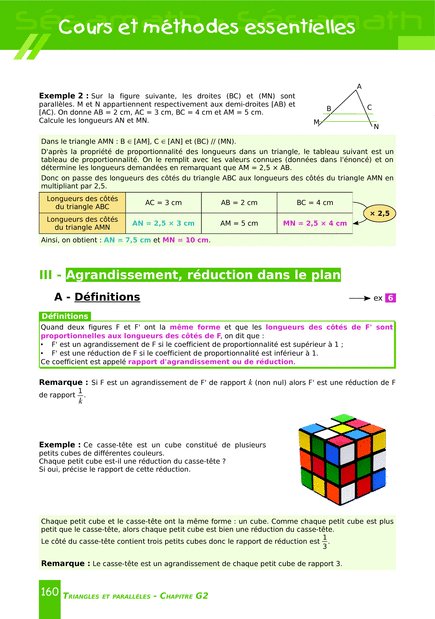 Cours et méthodes essentielles
Exemple 2 : Sur la figure suivante, les droites (BC) et (MN) sont
parallèles. M et N appartiennent respectivement aux demi-droites [AB) et
[AC). On donne AB = 2 cm, AC = 3 cm, BC = 4 cm et AM = 5 cm.
Calcule les longueurs AN et MN.
A
B
C
M
N
Dans le triangle AMN : B ∈ [AM], C ∈ [AN] et (BC) // (MN).
D'après la propriété de proportionnalité des longueurs dans un triangle, le tableau suivant est un
tableau de proportionnalité. On le remplit avec les valeurs connues (données dans l'énoncé) et on
détermine les longueurs demandées en remarquant que AM = 2,5 × AB.
Donc on passe des longueurs des côtés du triangle ABC aux longueurs des côtés du triangle AMN en
multipliant par 2,5.
Longueurs des côtés
du triangle ABC
AC = 3 cm
AB = 2 cm
BC = 4 cm
Longueurs des côtés
du triangle AMN
AN = 2,5 × 3 cm
AM = 5 cm
MN = 2,5 × 4 cm
× 2,5
Ainsi, on obtient : AN = 7,5 cm et MN = 10 cm.
III - Agrandissement, réduction dans le plan
A - Définitions
ex 6
Définitions
Quand deux figures F et F' ont la même forme et que les longueurs des côtés de F' sont
proportionnelles aux longueurs des côtés de F, on dit que :
• F' est un agrandissement de F si le coefficient de proportionnalité est supérieur à 1 ;
• F' est une réduction de F si le coefficient de proportionnalité est inférieur à 1.
Ce coefficient est appelé rapport d'agrandissement ou de réduction.
Remarque : Si F est un agrandissement de F' de rapport k (non nul) alors F' est une réduction de F
de rapport 1/k.
Exemple : Ce casse-tête est un cube constitué de plusieurs
petits cubes de différentes couleurs.
Chaque petit cube est-il une réduction du casse-tête ?
Si oui, précise le rapport de cette réduction.
Chaque petit cube et le casse-tête ont la même forme : un cube. Comme chaque petit cube est plus
petit que le casse-tête, alors chaque petit cube est bien une réduction du casse-tête.
Le côté du casse-tête contient trois petits cubes donc le rapport de réduction est 1/3.
Remarque : Le casse-tête est un agrandissement de chaque petit cube de rapport 3.
160 TRIANGLES ET PARALLÈLES - CHAPITRE G2